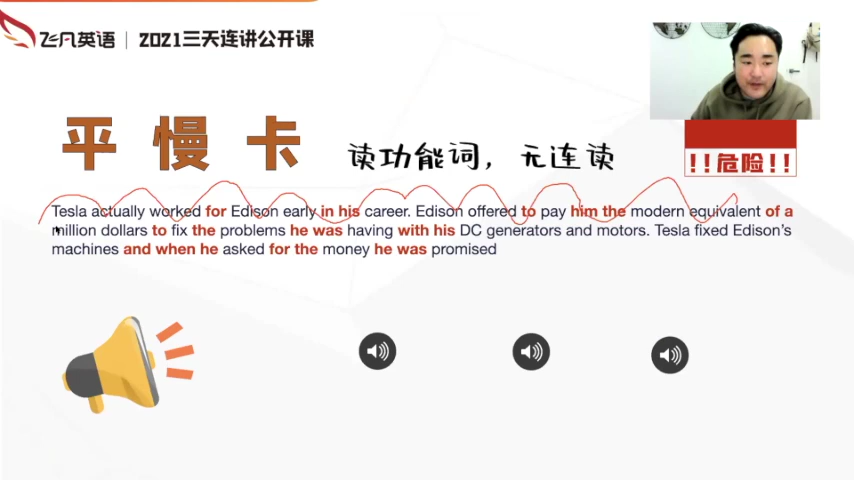 飞凡英语 | 2021三天连讲公开课
平 慢 卡 读功能词，无连读
!!危险!!
Tesla actually worked for Edison early in his career. Edison offered to pay him the modern equivalent of a
million dollars to fix the problems he was having with his DC generators and motors. Tesla fixed Edison's
machines and when he asked for the money he was promised